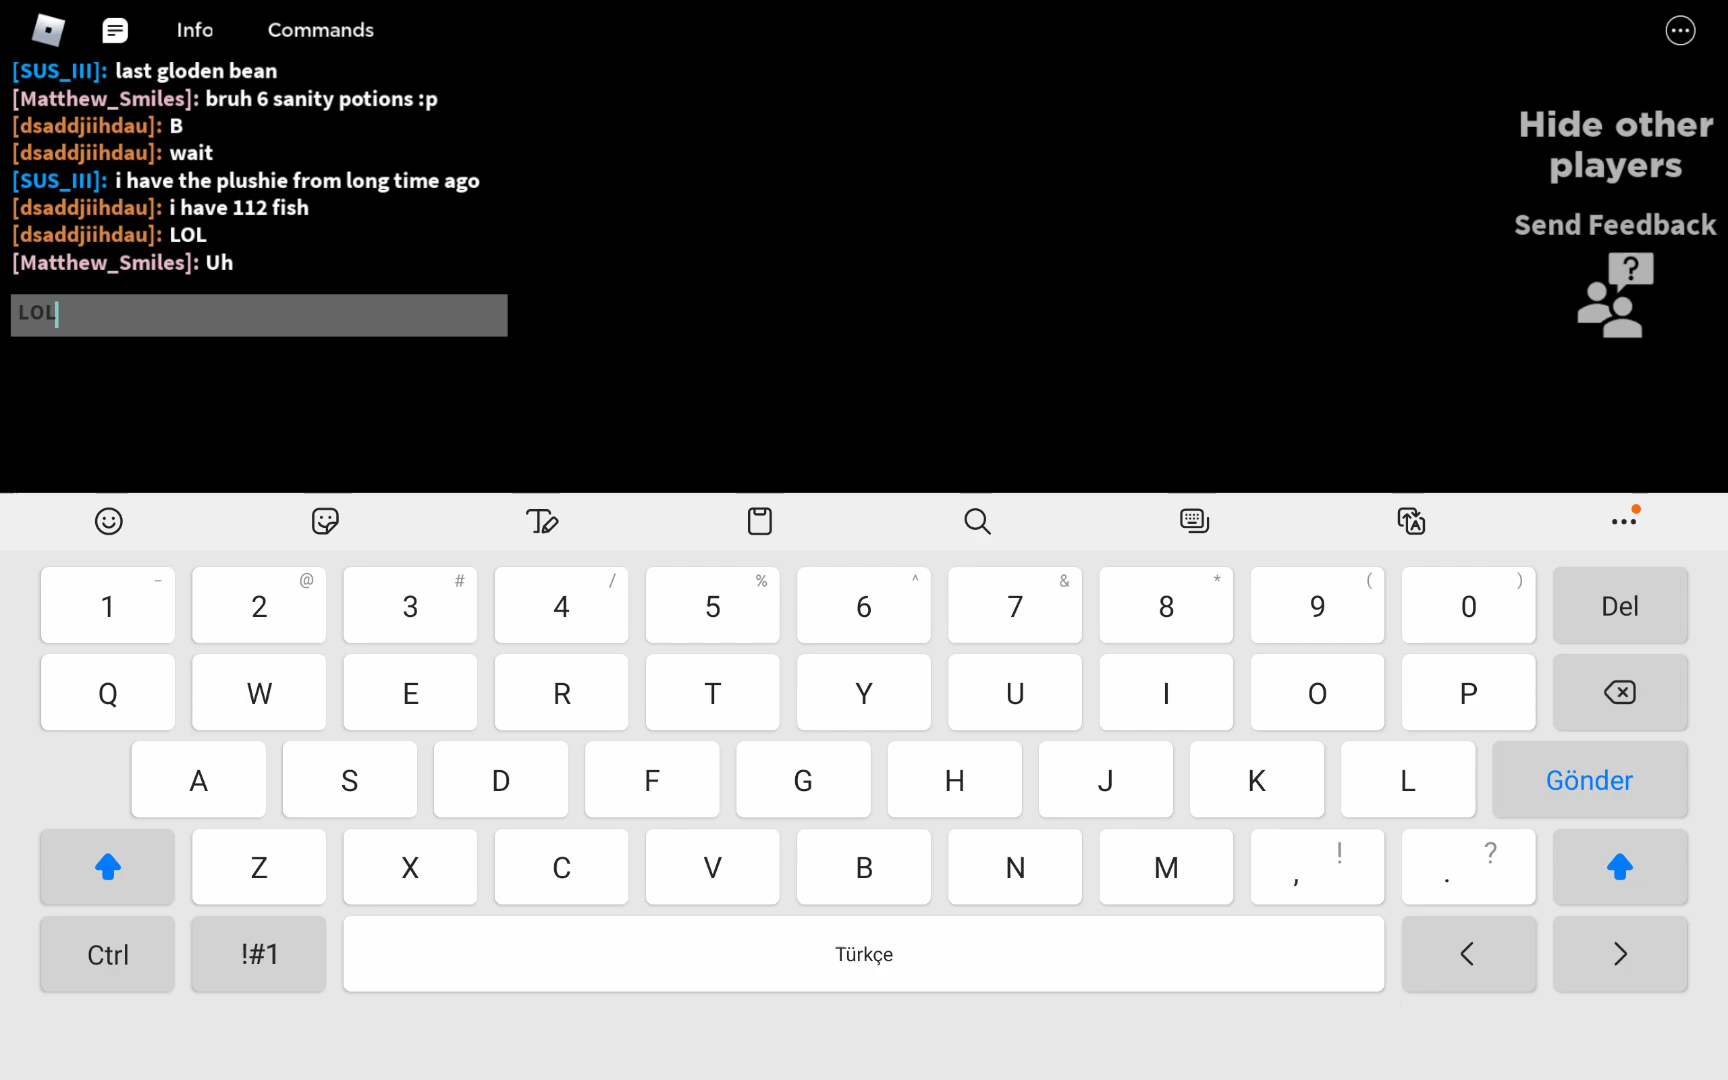 Info Commands
[SUS_III]: last gloden bean
[Matthew_Smiles]: bruh 6 sanity potions :p
[dsaddjiihdau]: B
[dsaddjiihdau]: wait
[SUS_III]: i have the plushie from long time ago
[dsaddjiihdau]: i have 112 fish
[dsaddjiihdau]: LOL
[Matthew_Smiles]: Uh
LOL
Hide other
players
Send Feedback
?
1 - 2 @ 3 # 4 / 5 % 6 ^ 7 & 8 * 9 ( 0 ) Del
Q W E R T Y U I O P
A S D F G H J K L Gönder
Z X C V B N M , ! . ?
Ctrl !#1 Türkçe < >